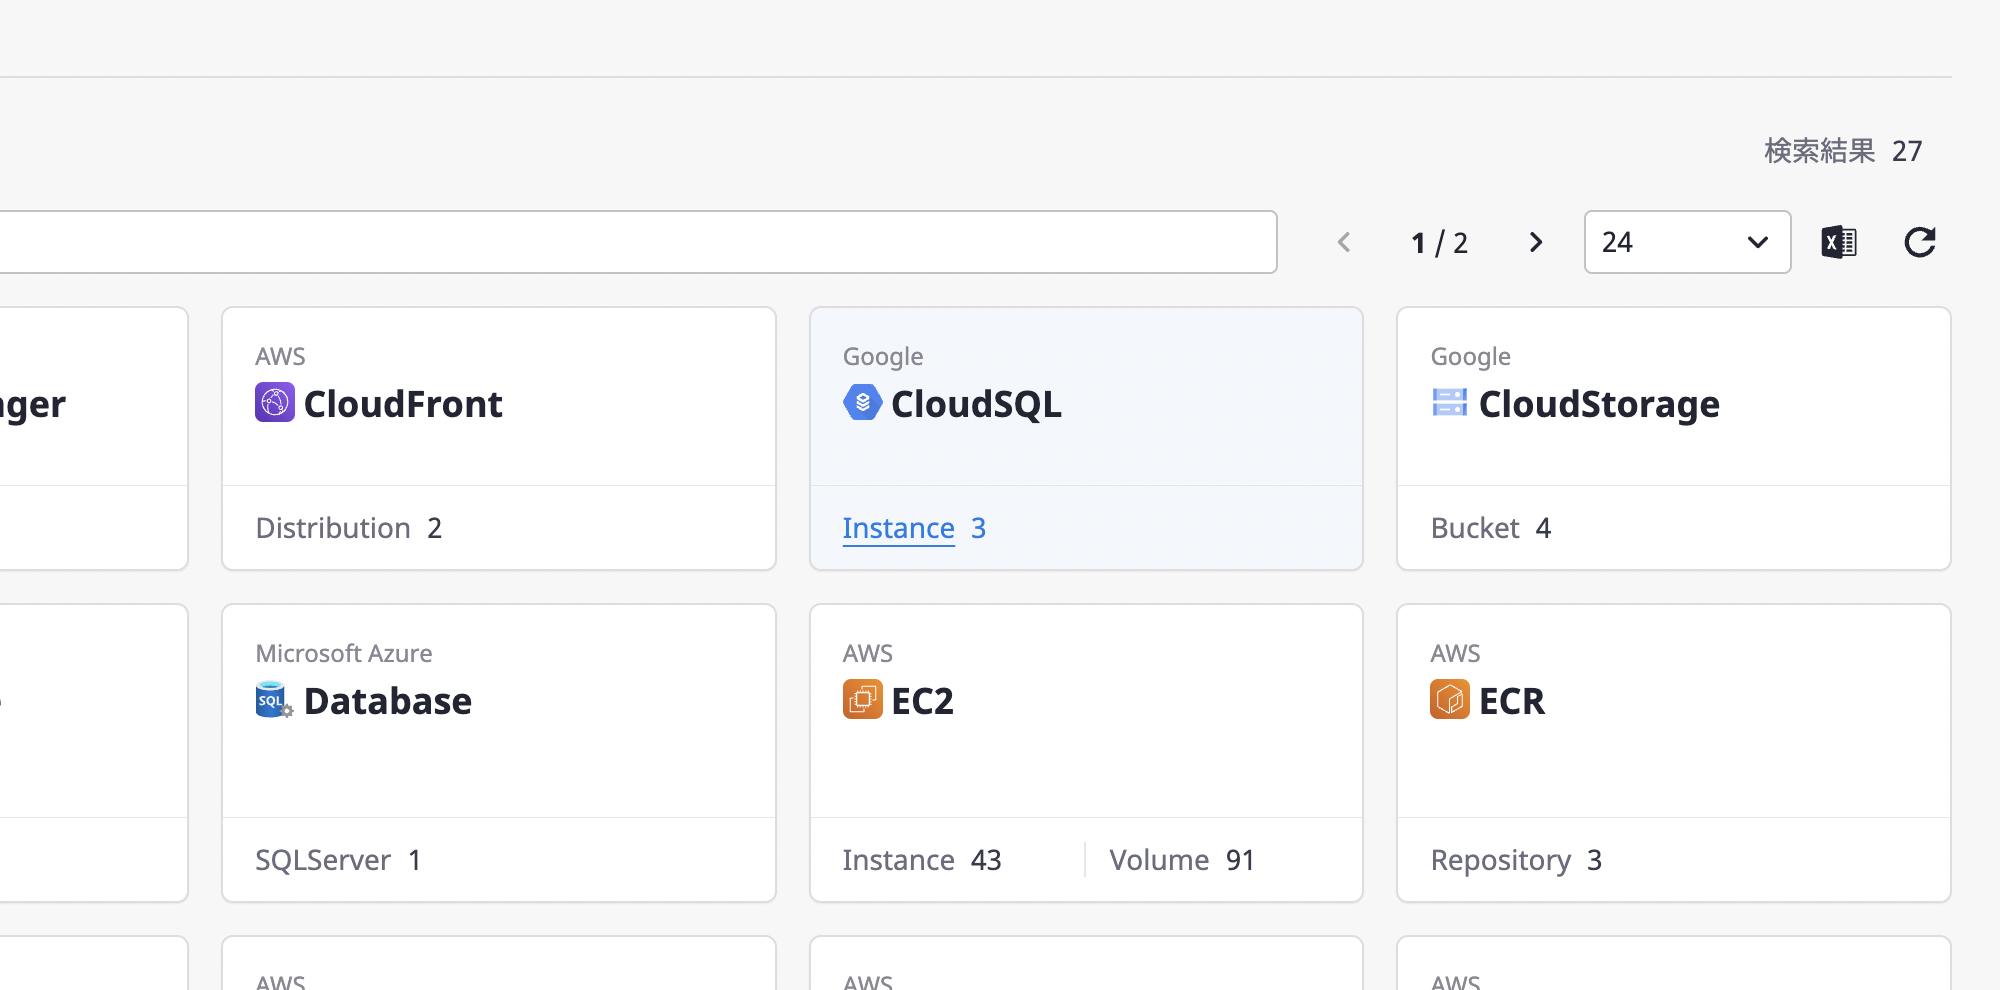 検索結果 27
1 / 2
24
AWS
CloudFront
Distribution 2
Google
CloudSQL
Instance 3
Google
CloudStorage
Bucket 4
Microsoft Azure
SQL
Database
SQLServer 1
AWS
EC2
Instance 43
Volume 91
AWS
ECR
Repository 3
AWS
AWS
AWS